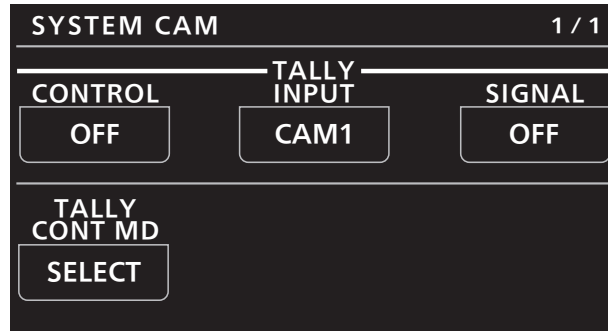 SYSTEM CAM 1/1
TALLY
CONTROL INPUT SIGNAL
OFF CAM1 OFF
TALLY
CONT MD
SELECT